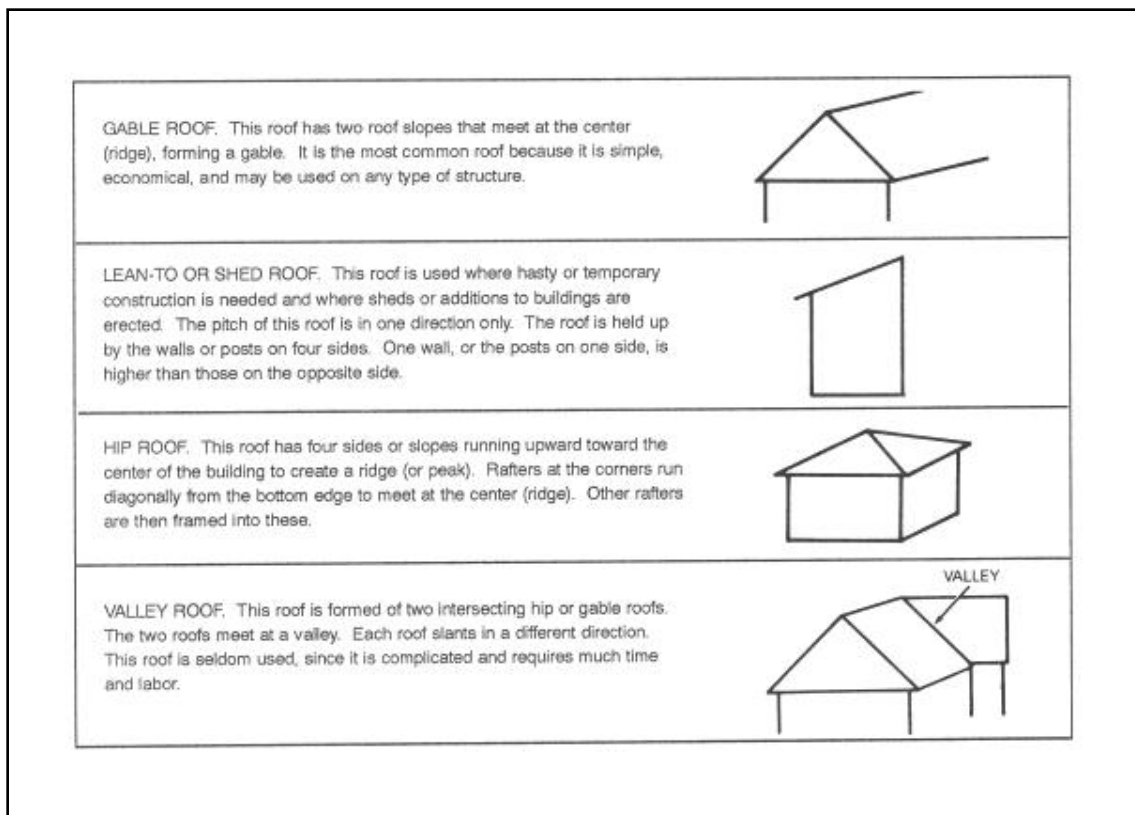 GABLE ROOF. This roof has two roof slopes that meet at the center
(ridge), forming a gable. It is the most common roof because it is simple,
economical, and may be used on any type of structure.
LEAN-TO OR SHED ROOF. This roof is used where hasty or temporary
construction is needed and where sheds or additions to buildings are
erected. The pitch of this roof is in one direction only. The roof is held up
by the walls or posts on four sides. One wall, or the posts on one side, is
higher than those on the opposite side.
HIP ROOF. This roof has four sides or slopes running upward toward the
center of the building to create a ridge (or peak). Rafters at the corners run
diagonally from the bottom edge to meet at the center (ridge). Other rafters
are then framed into these.
VALLEY
VALLEY ROOF. This roof is formed of two intersecting hip or gable roofs.
The two roofs meet at a valley. Each roof slants in a different direction.
This roof is seldom used, since it is complicated and requires much time
and labor.